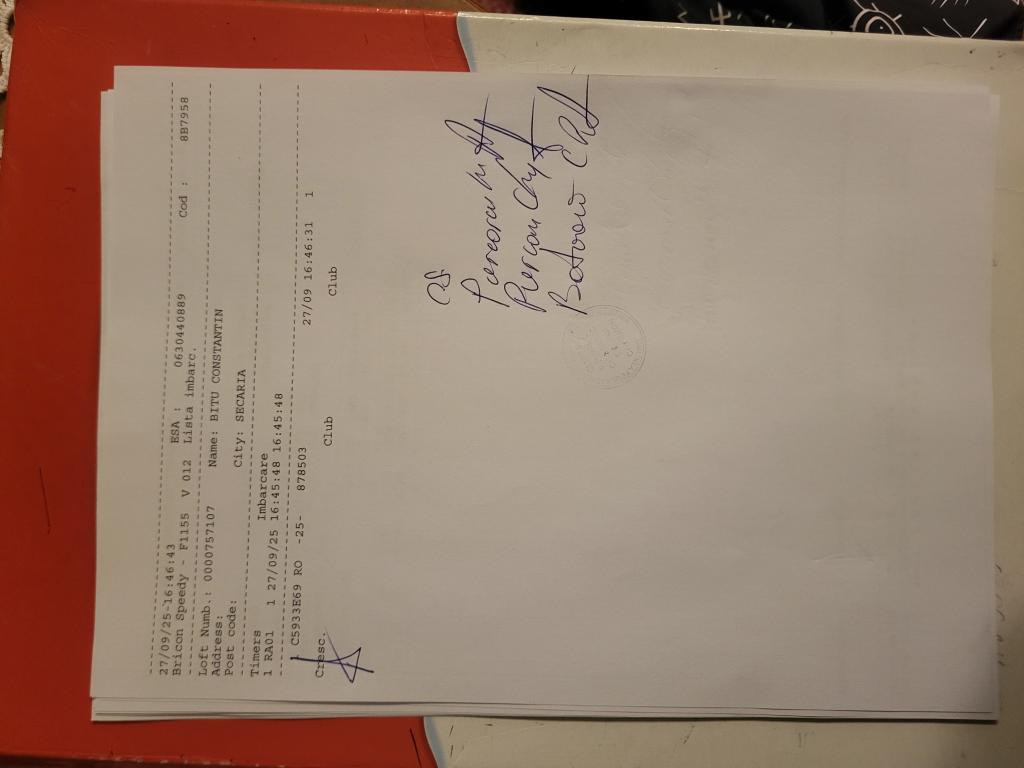 27/09/25-16:46:43
Bricon Speedy - F1155 V 012 ESA : 0630440889
Lista imbarc. Cod : 8B7958
Loft Numb.: 0000757107 Name: BITU CONSTANTIN
Address:
Post code: City: SECARIA
Timers Imbarcare
1 RA01 1 27/09/25 16:45:48 16:45:48
1 C5933E69 RO -25- 878503 27/09 16:46:31 1
Cresc. Club Club